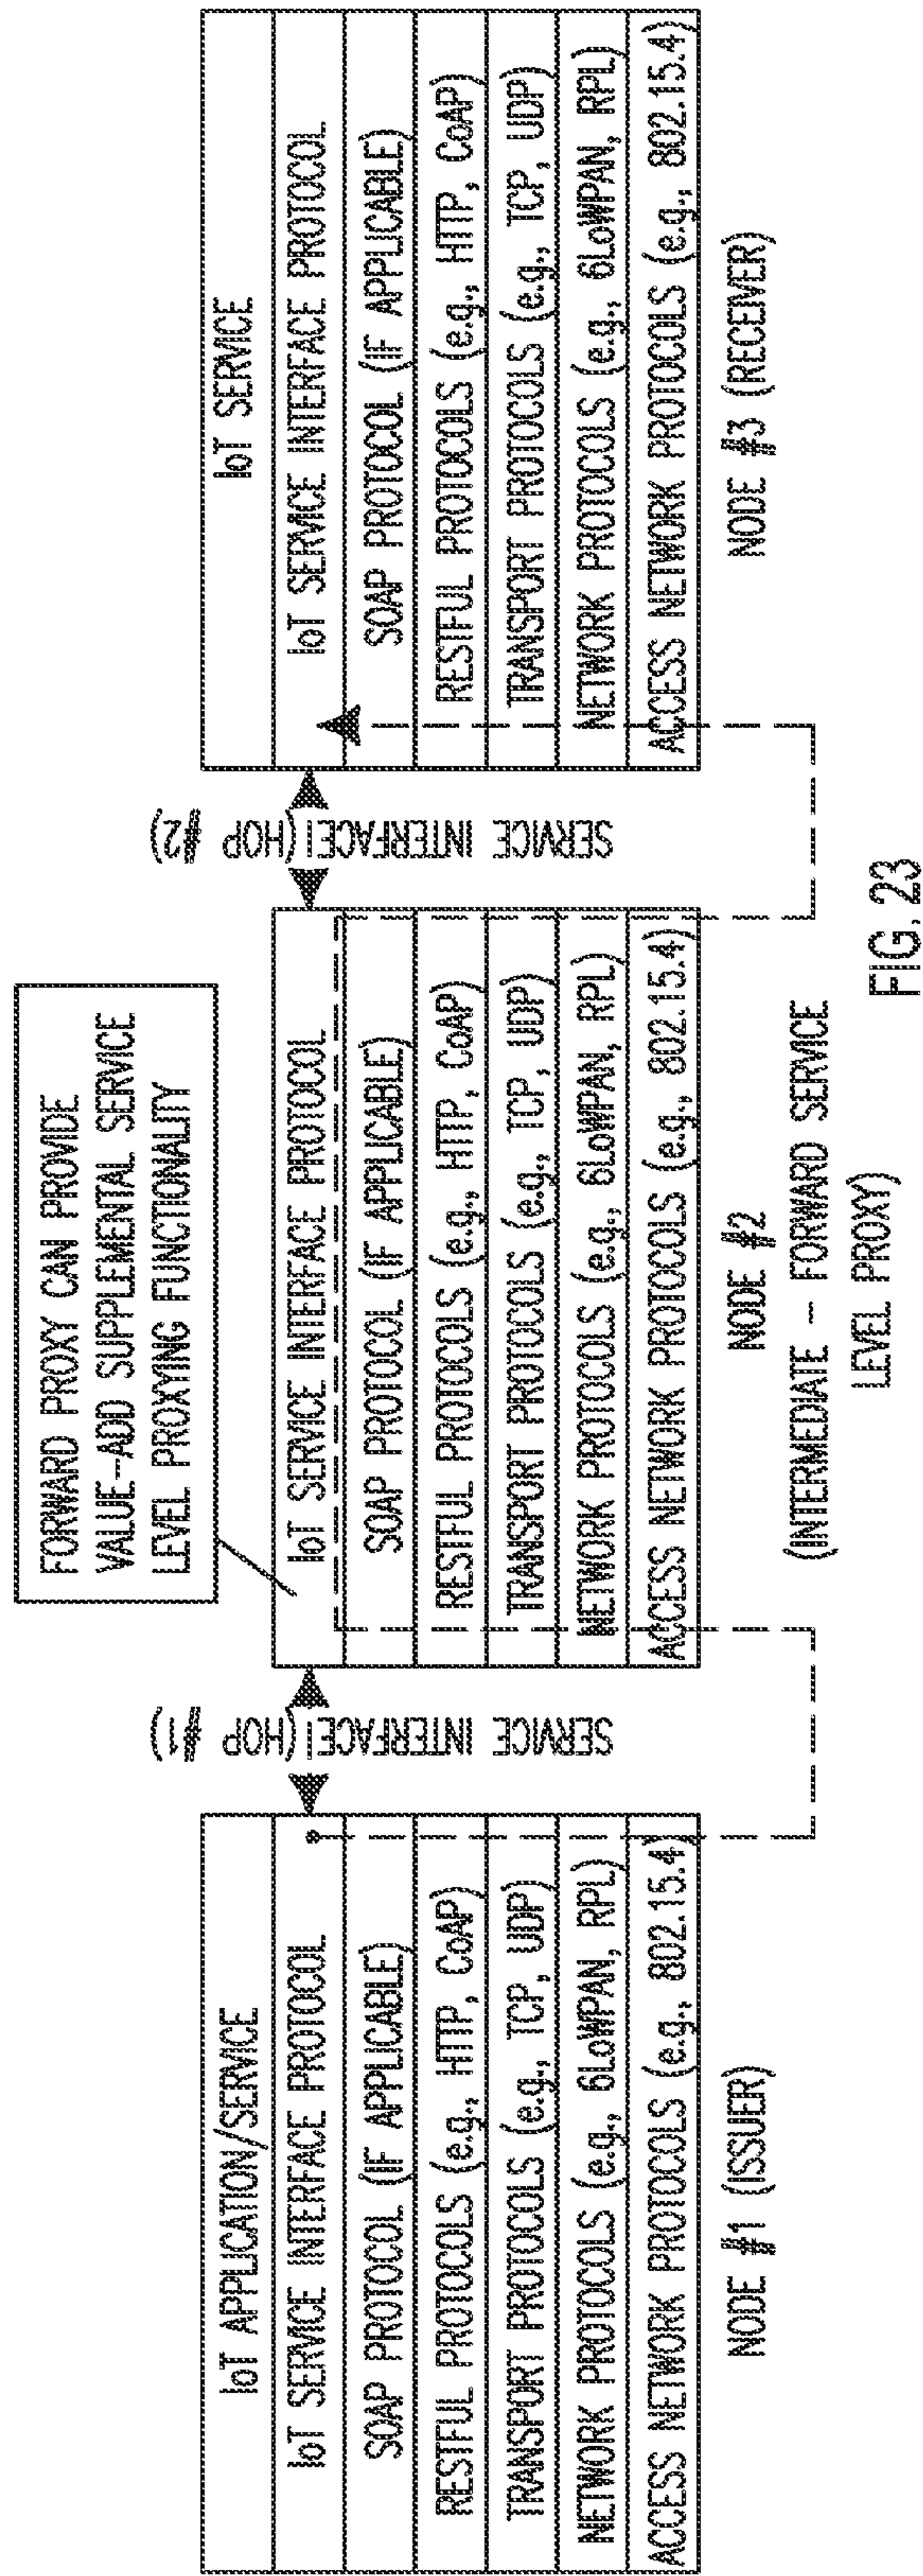 FORWARD PROXY CAN PROVIDE
VALUE-ADD SUPPLEMENTAL SERVICE
LEVEL PROXYING FUNCTIONALITY
IoT APPLICATION/SERVICE
IoT SERVICE INTERFACE PROTOCOL
SOAP PROTOCOL (IF APPLICABLE)
RESTFUL PROTOCOLS (e.g., HTTP, CoAP)
TRANSPORT PROTOCOLS (e.g., TCP, UDP)
NETWORK PROTOCOLS (e.g., 6LoWPAN, RPL)
ACCESS NETWORK PROTOCOLS (e.g., 802.15.4)
NODE #1 (ISSUER)
SERVICE INTERFACE (HOP #1)
IoT SERVICE INTERFACE PROTOCOL
SOAP PROTOCOL (IF APPLICABLE)
RESTFUL PROTOCOLS (e.g., HTTP, CoAP)
TRANSPORT PROTOCOLS (e.g., TCP, UDP)
NETWORK PROTOCOLS (e.g., 6LoWPAN, RPL)
ACCESS NETWORK PROTOCOLS (e.g., 802.15.4)
NODE #2
(INTERMEDIATE - FORWARD SERVICE
LEVEL PROXY)
SERVICE INTERFACE (HOP #2)
IoT SERVICE
IoT SERVICE INTERFACE PROTOCOL
SOAP PROTOCOL (IF APPLICABLE)
RESTFUL PROTOCOLS (e.g., HTTP, CoAP)
TRANSPORT PROTOCOLS (e.g., TCP, UDP)
NETWORK PROTOCOLS (e.g., 6LoWPAN, RPL)
ACCESS NETWORK PROTOCOLS (e.g., 802.15.4)
NODE #3 (RECEIVER)
FIG. 23